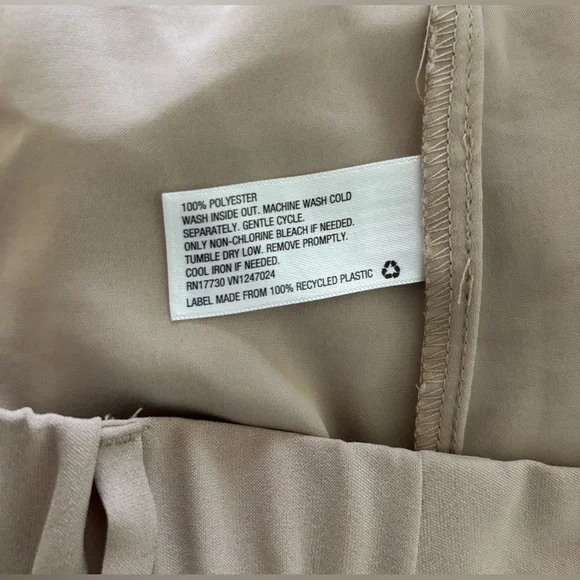 100% POLYESTER
WASH INSIDE OUT. MACHINE WASH COLD
SEPARATELY. GENTLE CYCLE.
ONLY NON-CHLORINE BLEACH IF NEEDED.
TUMBLE DRY LOW. REMOVE PROMPTLY.
COOL IRON IF NEEDED.
RN17730 VN1247024
LABEL MADE FROM 100% RECYCLED PLASTIC